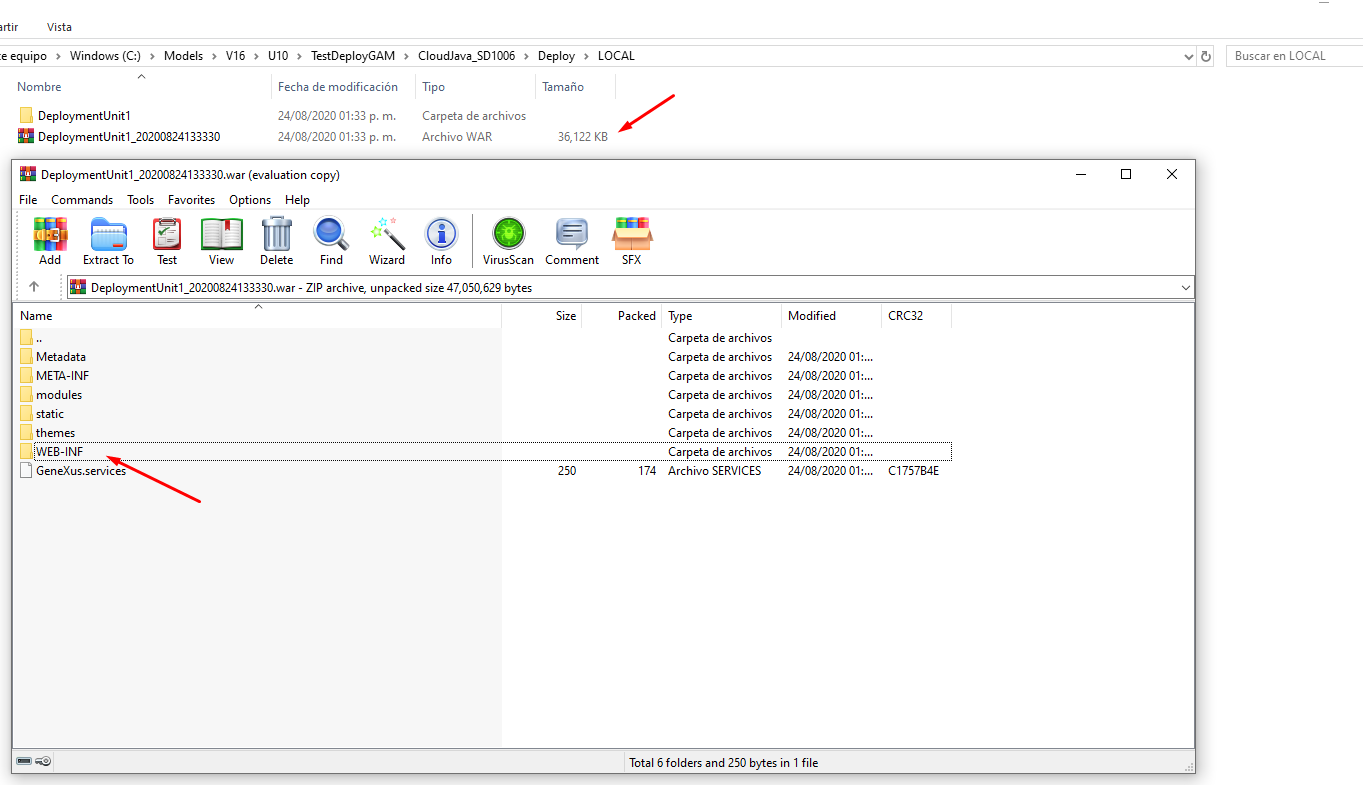 artir Vista
te equipo > Windows (C:) > Models > V16 > U10 > TestDeployGAM > CloudJava_SD1006 > Deploy > LOCAL Buscar en LOCAL
Nombre Fecha de modificación Tipo Tamaño
DeploymentUnit1 24/08/2020 01:33 p. m. Carpeta de archivos
DeploymentUnit1_20200824133330 24/08/2020 01:33 p. m. Archivo WAR 36,122 KB
DeploymentUnit1_20200824133330.war (evaluation copy)
File Commands Tools Favorites Options Help
Add Extract To Test View Delete Find Wizard Info VirusScan Comment SFX
DeploymentUnit1_20200824133330.war - ZIP archive, unpacked size 47,050,629 bytes
Name Size Packed Type Modified CRC32
.. Carpeta de archivos
Metadata Carpeta de archivos 24/08/2020 01:...
META-INF Carpeta de archivos 24/08/2020 01:...
modules Carpeta de archivos 24/08/2020 01:...
static Carpeta de archivos 24/08/2020 01:...
themes Carpeta de archivos 24/08/2020 01:...
WEB-INF Carpeta de archivos 24/08/2020 01:...
GeneXus.services 250 174 Archivo SERVICES 24/08/2020 01:... C1757B4E
Total 6 folders and 250 bytes in 1 file